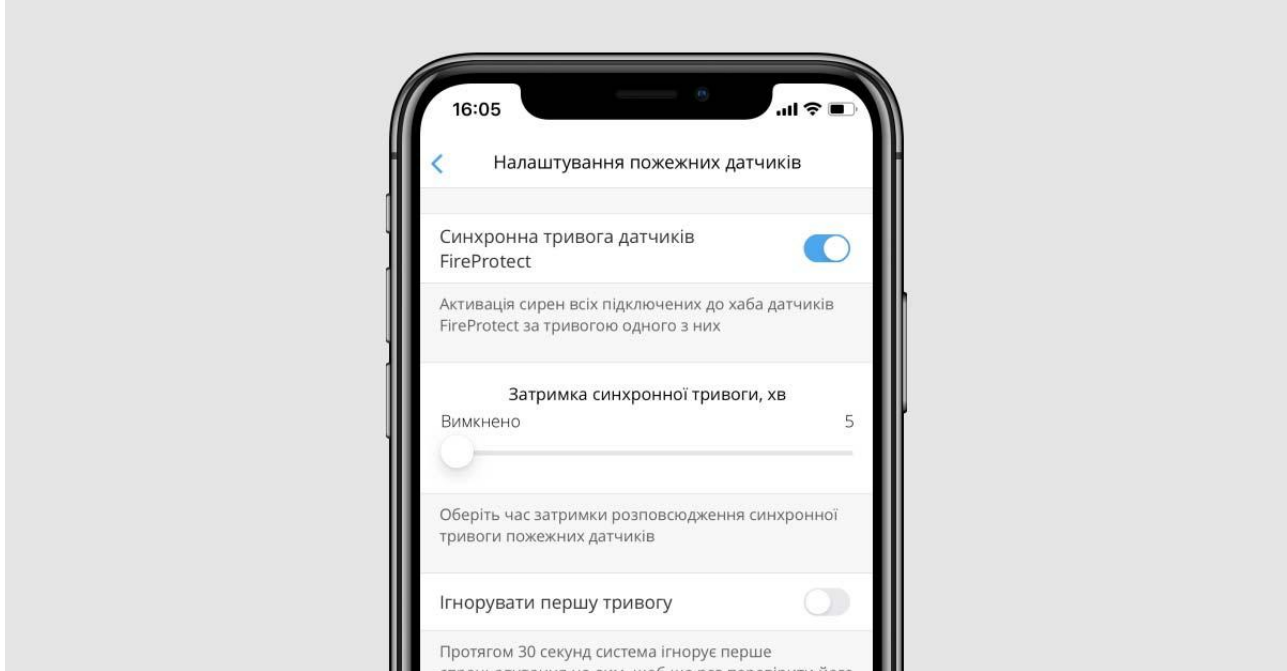 16:05
Налаштування пожежних датчиків
Синхронна тривога датчиків
FireProtect
Активація сирен всіх підключених до хаба датчиків
FireProtect за тривогою одного з них
Затримка синхронної тривоги, хв
Вимкнено 5
Оберіть час затримки розповсюдження синхронної
тривоги пожежних датчиків
Ігнорувати першу тривогу
Протягом 30 секунд система ігнорує перше